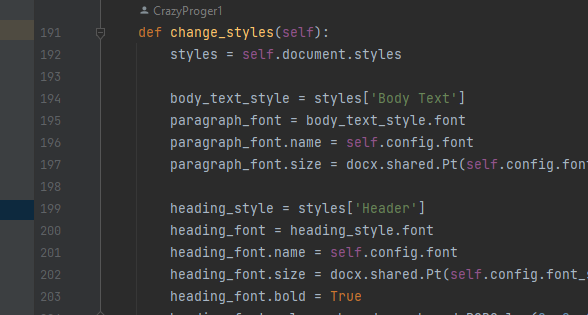 CrazyProger1
191 def change_styles(self):
192 styles = self.document.styles
193
194 body_text_style = styles['Body Text']
195 paragraph_font = body_text_style.font
196 paragraph_font.name = self.config.font
197 paragraph_font.size = docx.shared.Pt(self.config.font
198
199 heading_style = styles['Header']
200 heading_font = heading_style.font
201 heading_font.name = self.config.font
202 heading_font.size = docx.shared.Pt(self.config.font_s
203 heading_font.bold = True